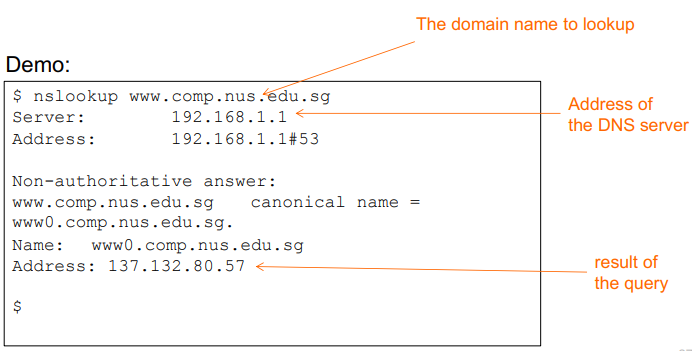 The domain name to lookup
Demo:
$ nslookup www.comp.nus.edu.sg
Server: 192.168.1.1
Address of
the DNS server
Address: 192.168.1.1#53
Non-authoritative answer:
www.comp.nus.edu.sg canonical name =
www0.comp.nus.edu.sg.
Name: www0.comp.nus.edu.sg
Address: 137.132.80.57
result of
the query
$